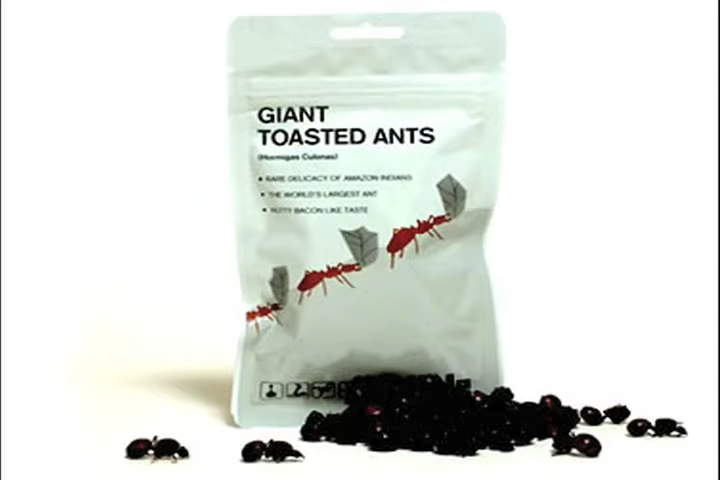 GIANT
TOASTED ANTS
(Hormigas Culonas)
• RARE DELICACY OF AMAZON INDIANS
• THE WORLD'S LARGEST ANT
• NUTTY BACON LIKE TASTE